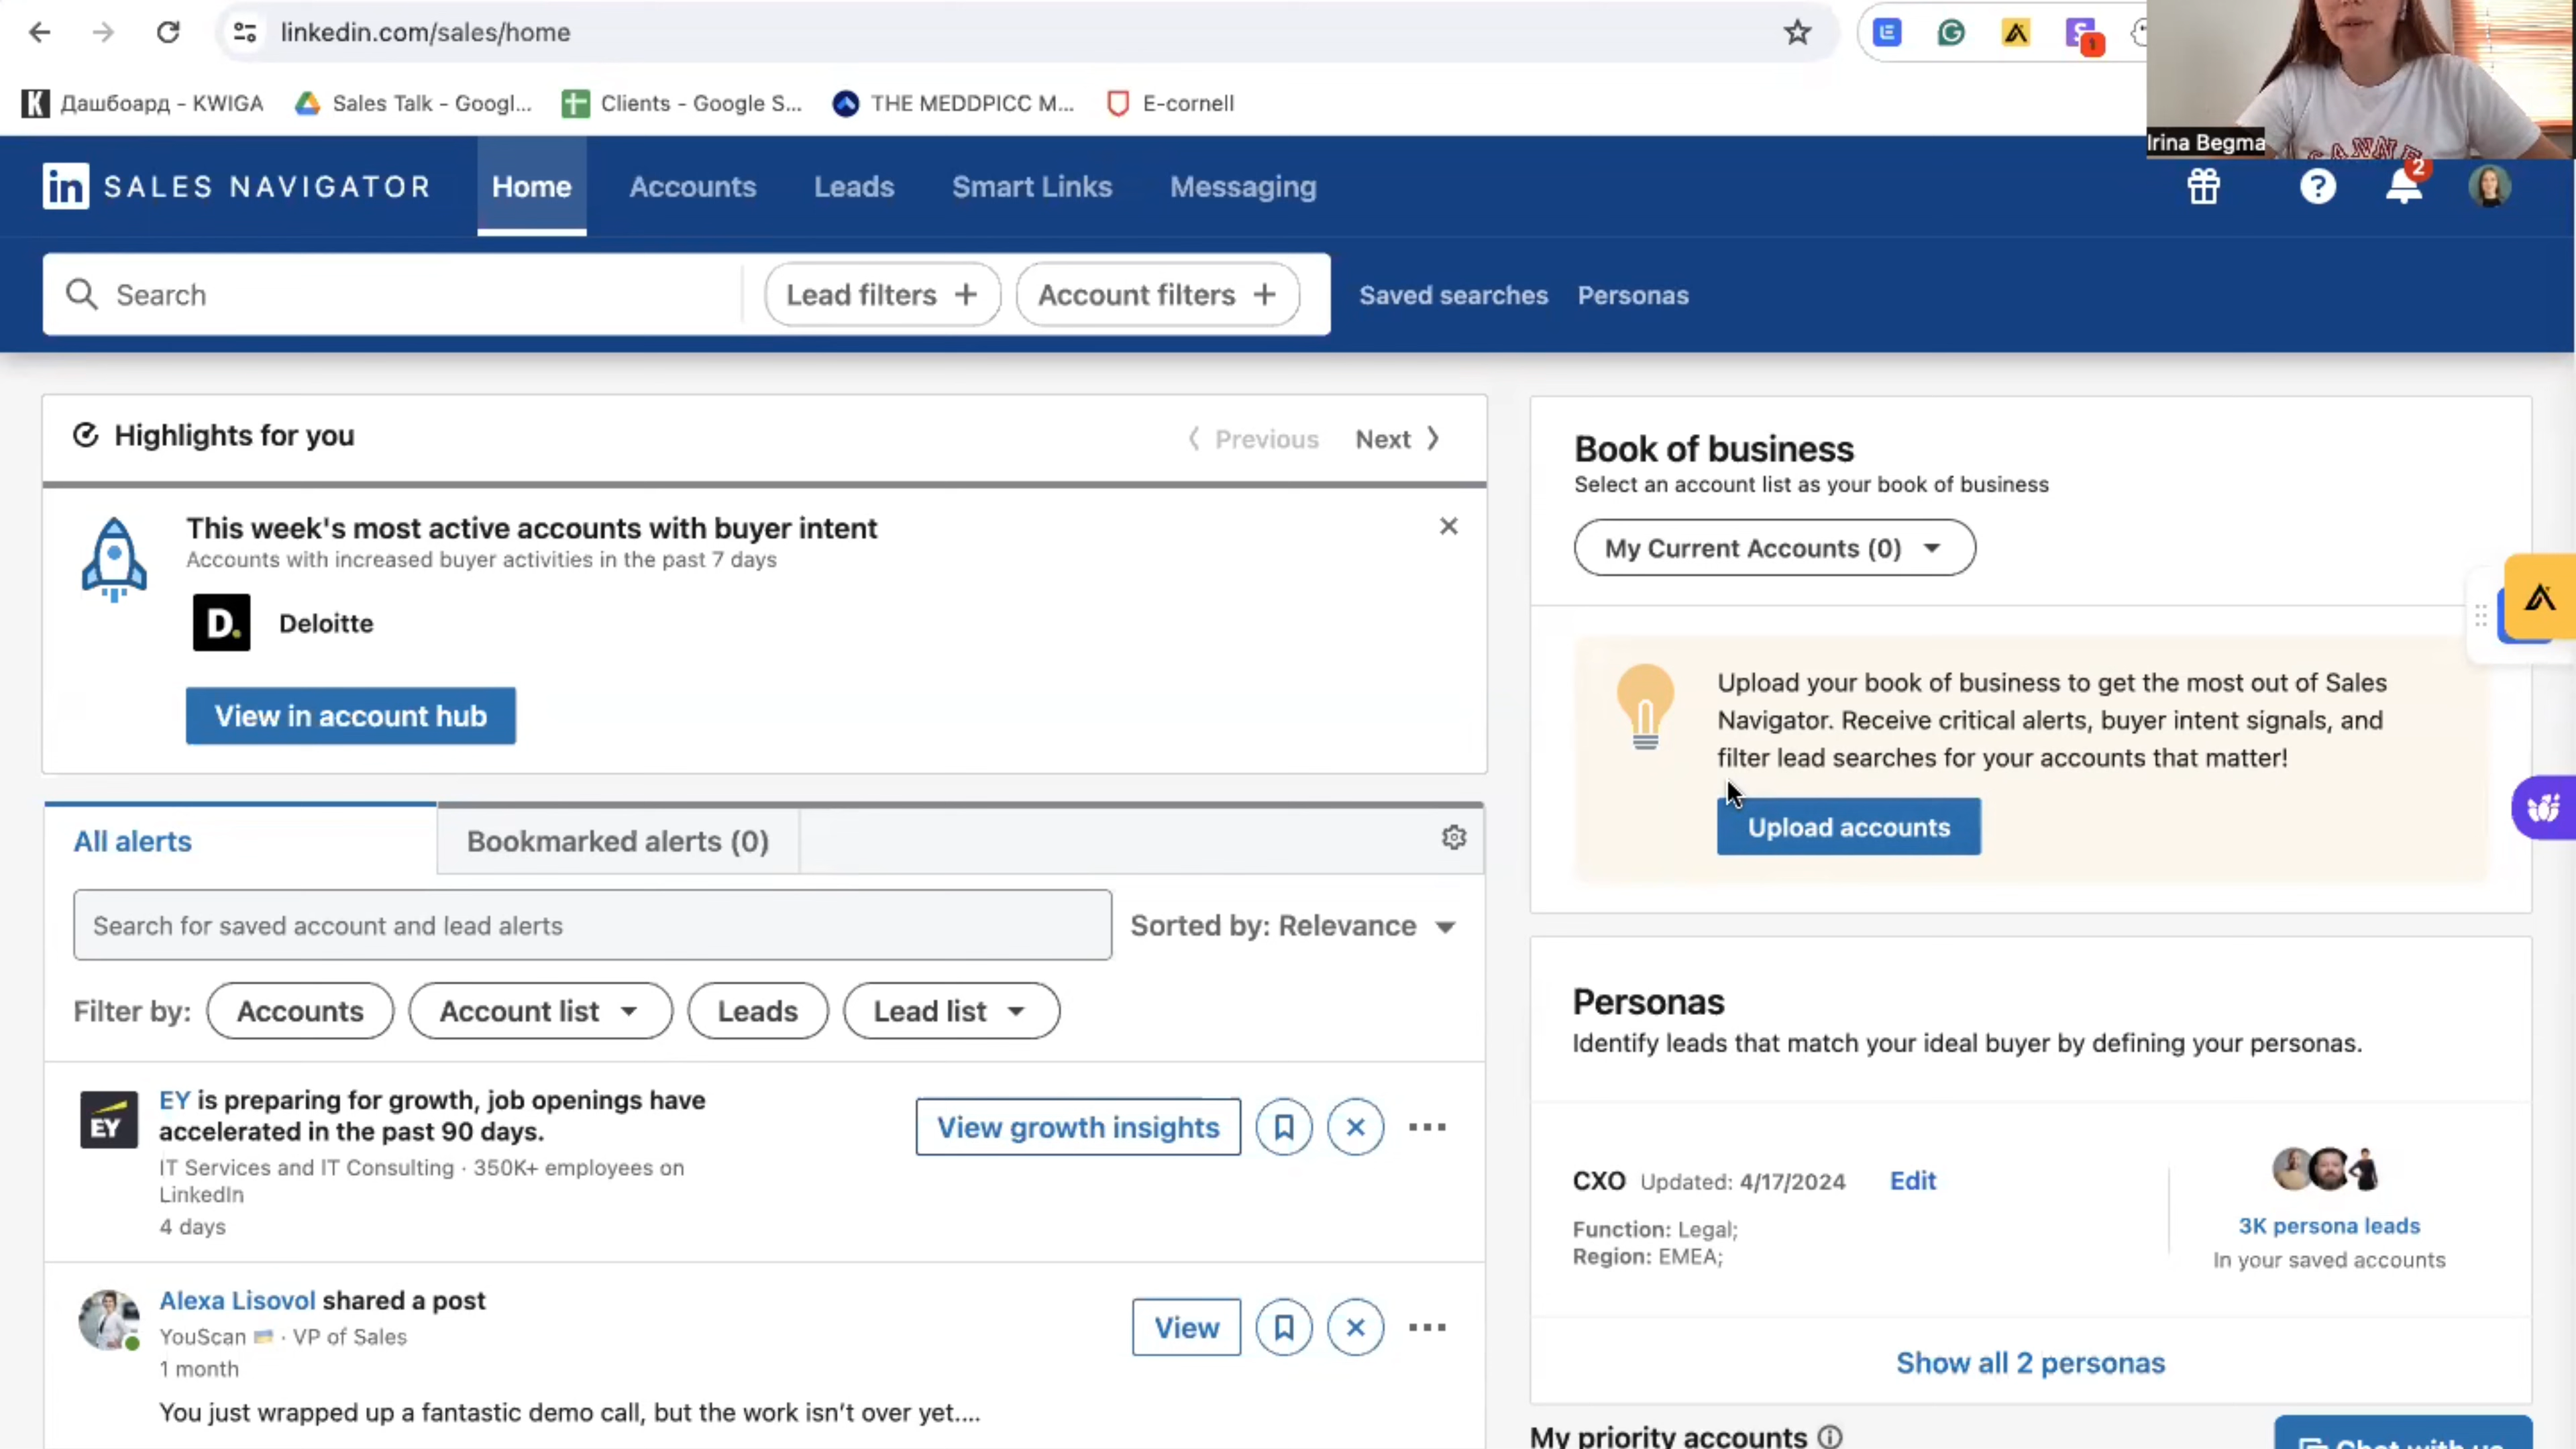 linkedin.com/sales/home
1
Дашбоард - KWIGA
Sales Talk - Googl...
Clients - Google S...
THE MEDDPICC M...
E-cornell
Irina Begma
in SALES NAVIGATOR
Home
Accounts
Leads
Smart Links
Messaging
2
Search
Lead filters +
Account filters +
Saved searches
Personas
Highlights for you
Previous
Next
This week's most active accounts with buyer intent
Accounts with increased buyer activities in the past 7 days
D.
Deloitte
View in account hub
All alerts
Bookmarked alerts (0)
Search for saved account and lead alerts
Sorted by: Relevance
Filter by:
Accounts
Account list
Leads
Lead list
EY
EY is preparing for growth, job openings have
accelerated in the past 90 days.
IT Services and IT Consulting · 350K+ employees on
LinkedIn
4 days
View growth insights
Alexa Lisovol shared a post
YouScan · VP of Sales
1 month
View
You just wrapped up a fantastic demo call, but the work isn't over yet....
Book of business
Select an account list as your book of business
My Current Accounts (0)
Upload your book of business to get the most out of Sales
Navigator. Receive critical alerts, buyer intent signals, and
filter lead searches for your accounts that matter!
Upload accounts
Personas
Identify leads that match your ideal buyer by defining your personas.
CXO Updated: 4/17/2024 Edit
Function: Legal;
Region: EMEA;
3K persona leads
In your saved accounts
Show all 2 personas
My priority accounts
Chat with us